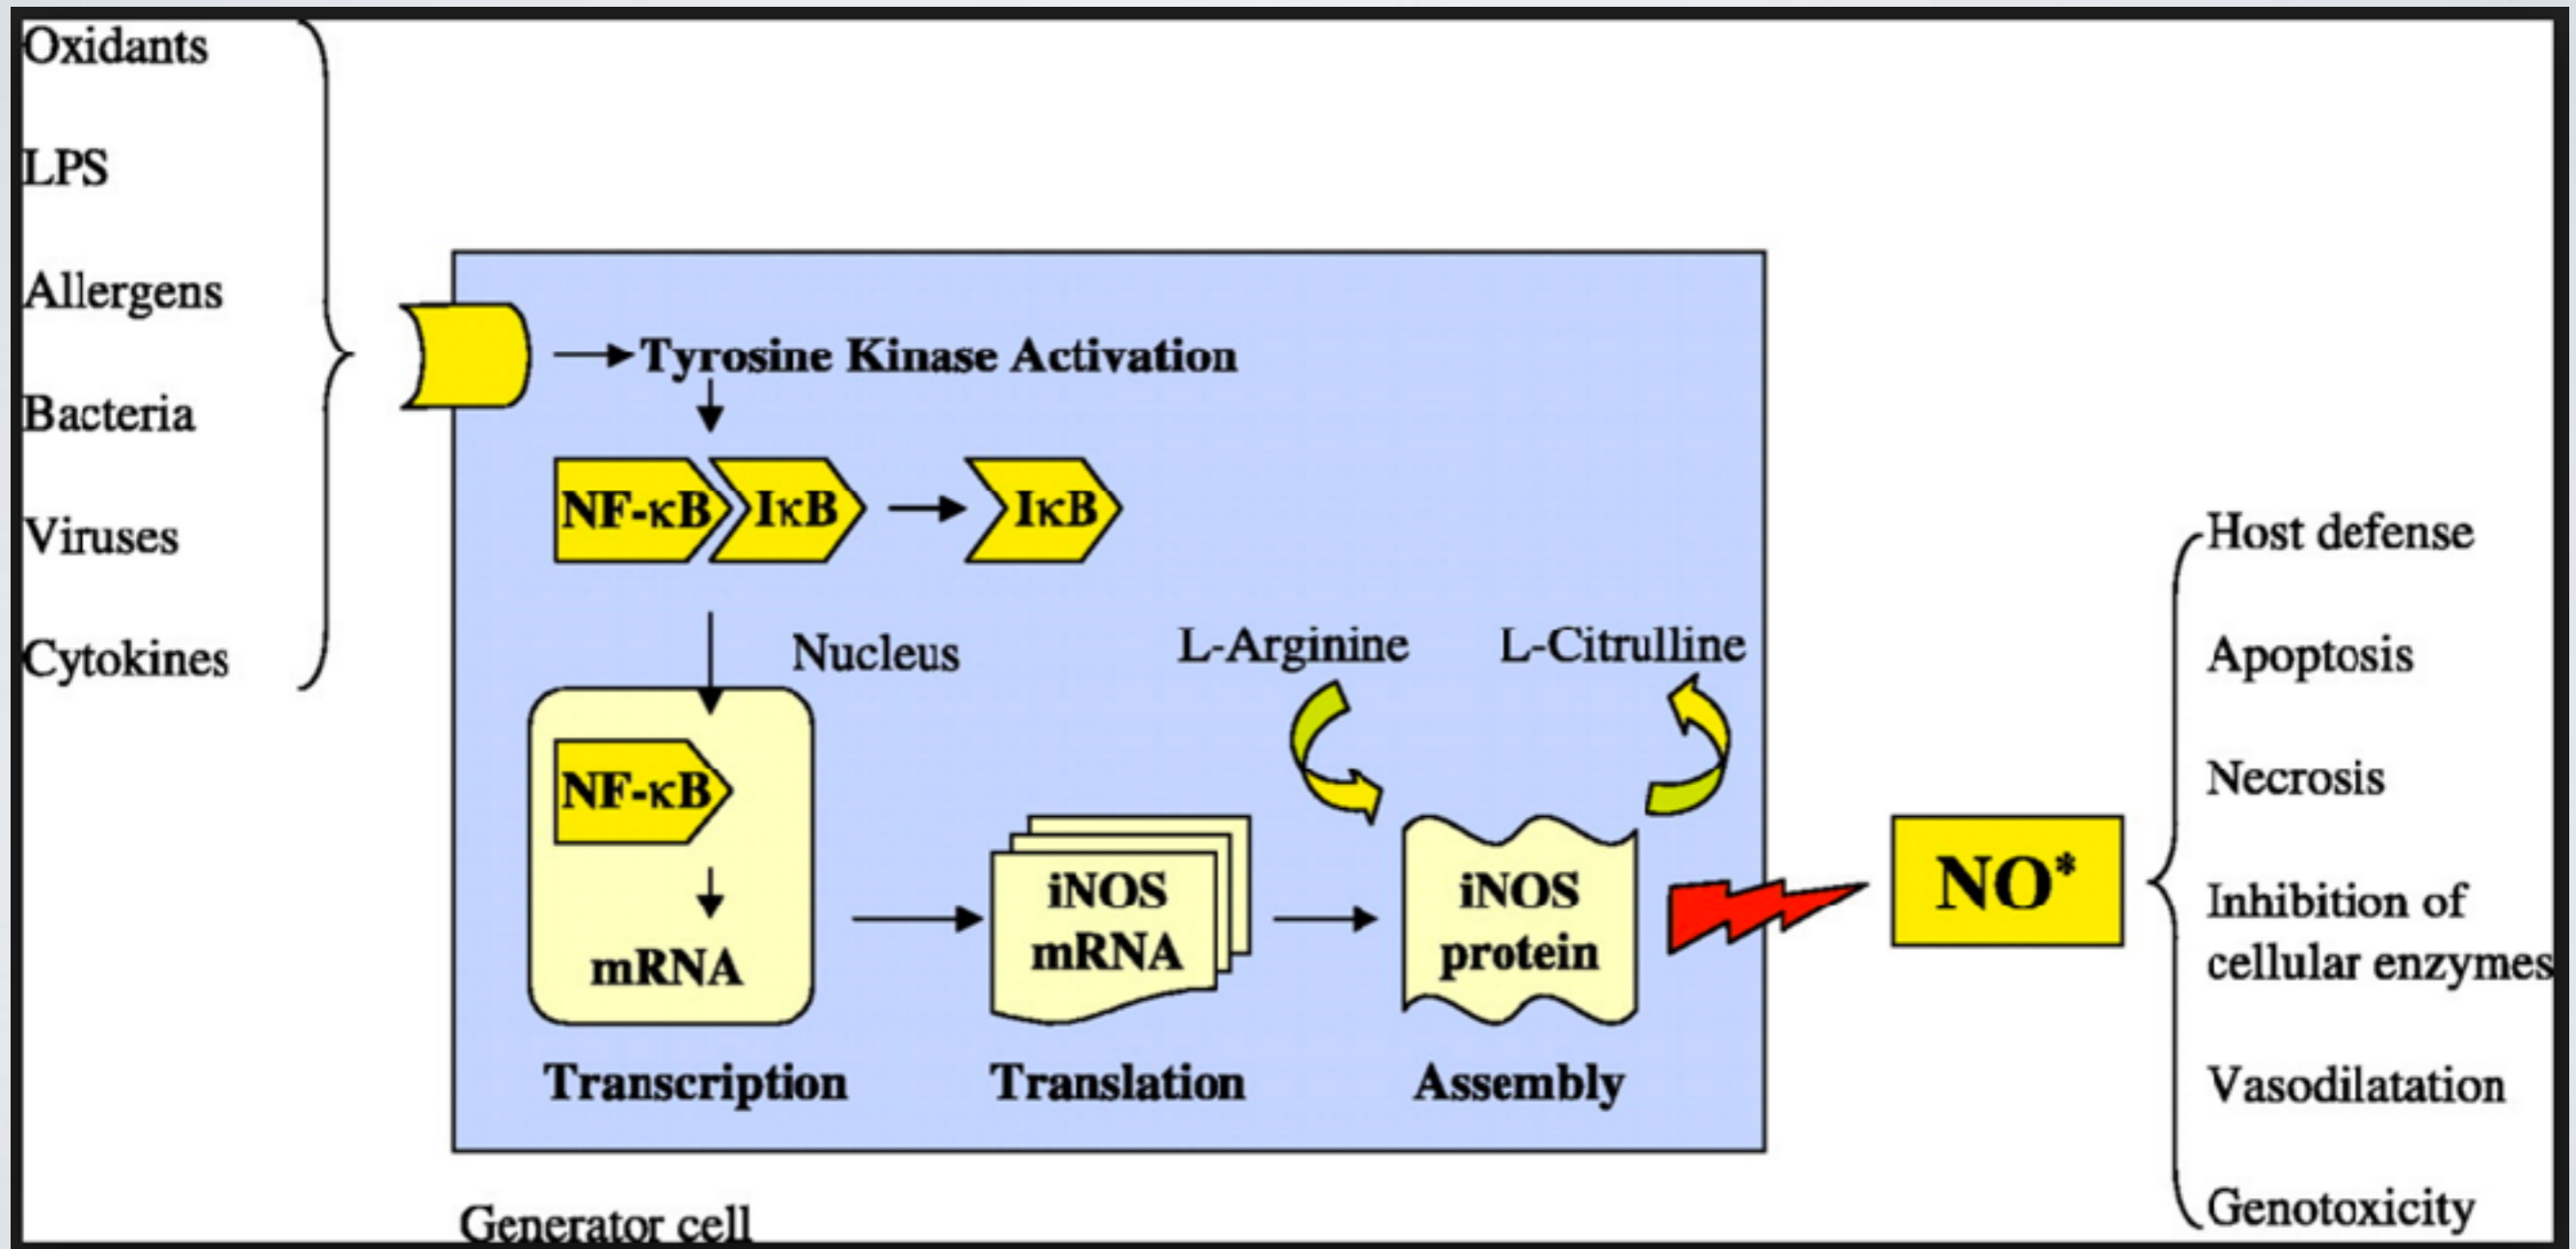 Oxidants
LPS
Allergens
Bacteria
Viruses
Cytokines
Tyrosine Kinase Activation
NF-κB IκB IκB
Nucleus
NF-κB
mRNA
Transcription
iNOS
mRNA
Translation
L-Arginine L-Citrulline
iNOS
protein
Assembly
Generator cell
NO*
Host defense
Apoptosis
Necrosis
Inhibition of
cellular enzymes
Vasodilatation
Genotoxicity